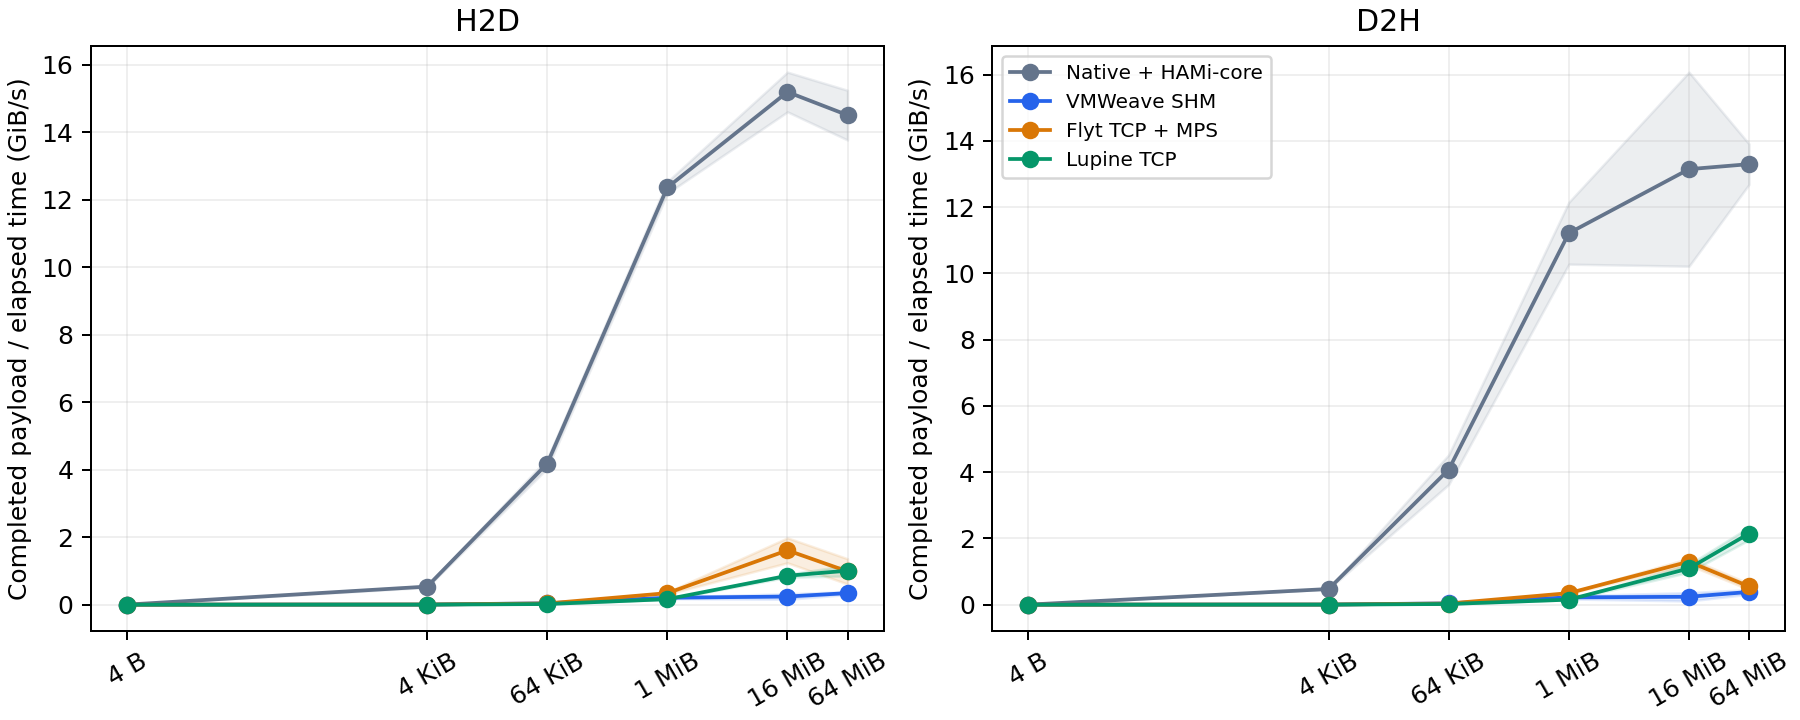 H2D
Completed payload / elapsed time (GiB/s)
16
14
12
10
8
6
4
2
0
4 B
4 KiB
64 KiB
1 MiB
16 MiB
64 MiB
D2H
Completed payload / elapsed time (GiB/s)
16
14
12
10
8
6
4
2
0
Native + HAMi-core
VMWeave SHM
Flyt TCP + MPS
Lupine TCP
4 B
4 KiB
64 KiB
1 MiB
16 MiB
64 MiB